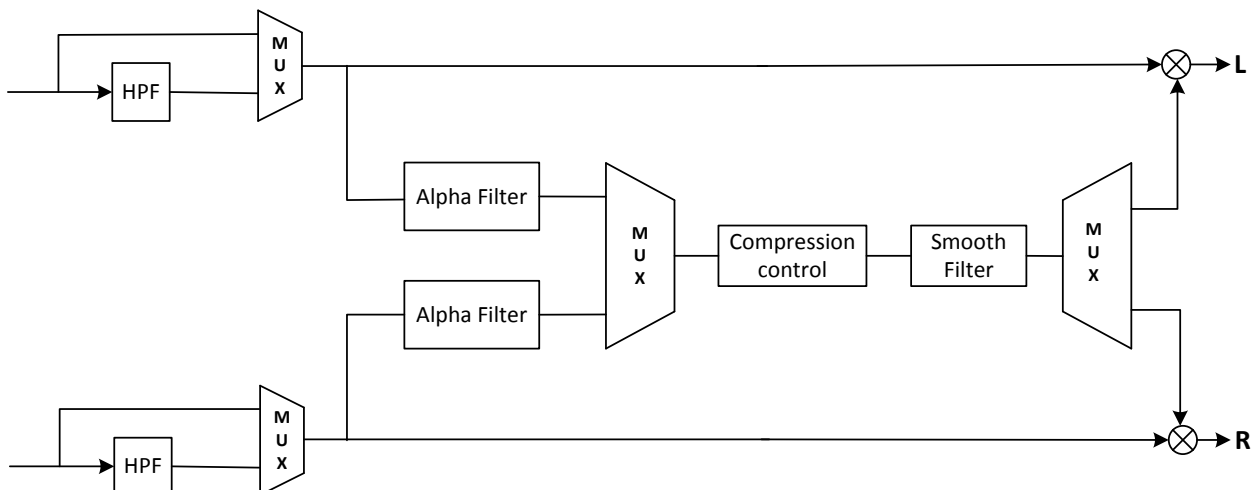 HPF
M
U
X
L
Alpha Filter
M
U
X
Compression
control
Smooth
Filter
M
U
X
Alpha Filter
HPF
M
U
X
R